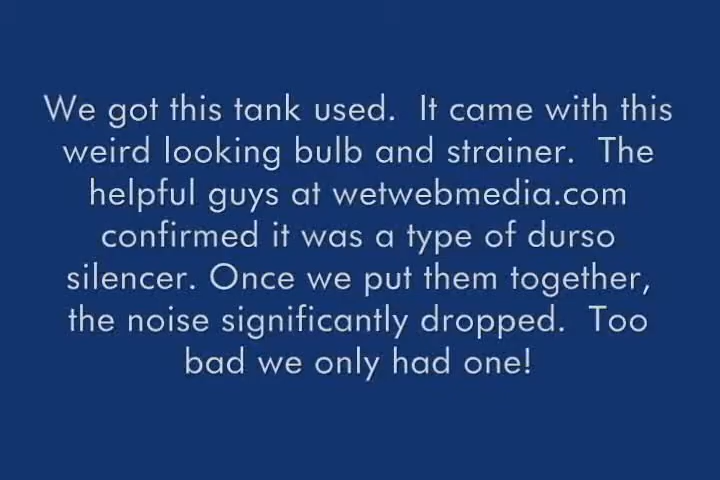 We got this tank used.  It came with this
weird looking bulb and strainer.  The
helpful guys at wetwebmedia.com
confirmed it was a type of durso
silencer. Once we put them together,
the noise significantly dropped.  Too
bad we only had one!